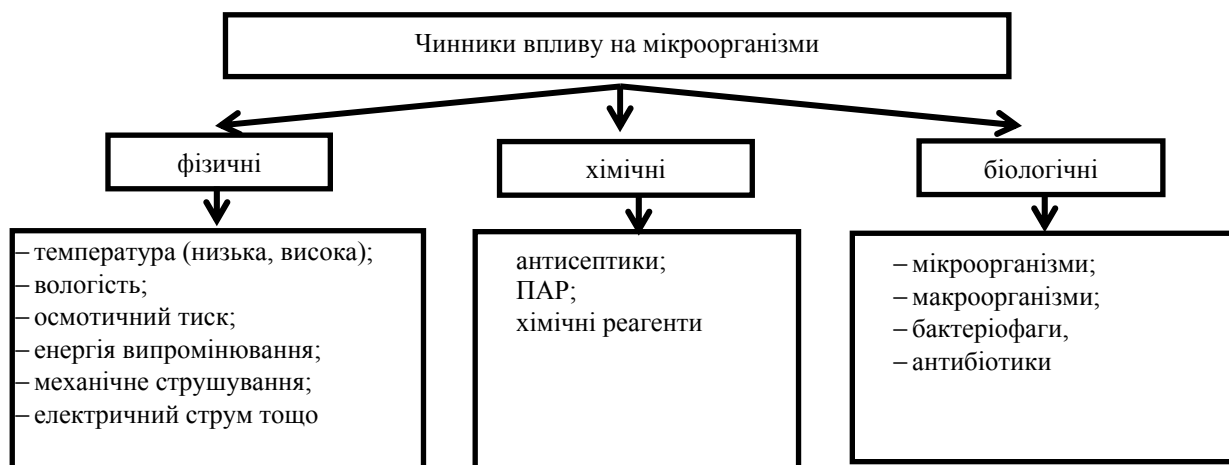 Чинники впливу на мікроорганізми
фізичні
хімічні
біологічні
– температура (низька, висока);
– вологість;
– осмотичний тиск;
– енергія випромінювання;
– механічне струшування;
– електричний струм тощо
антисептики;
ПАР;
хімічні реагенти
– мікроорганізми;
– макроорганізми;
– бактеріофаги,
– антибіотики